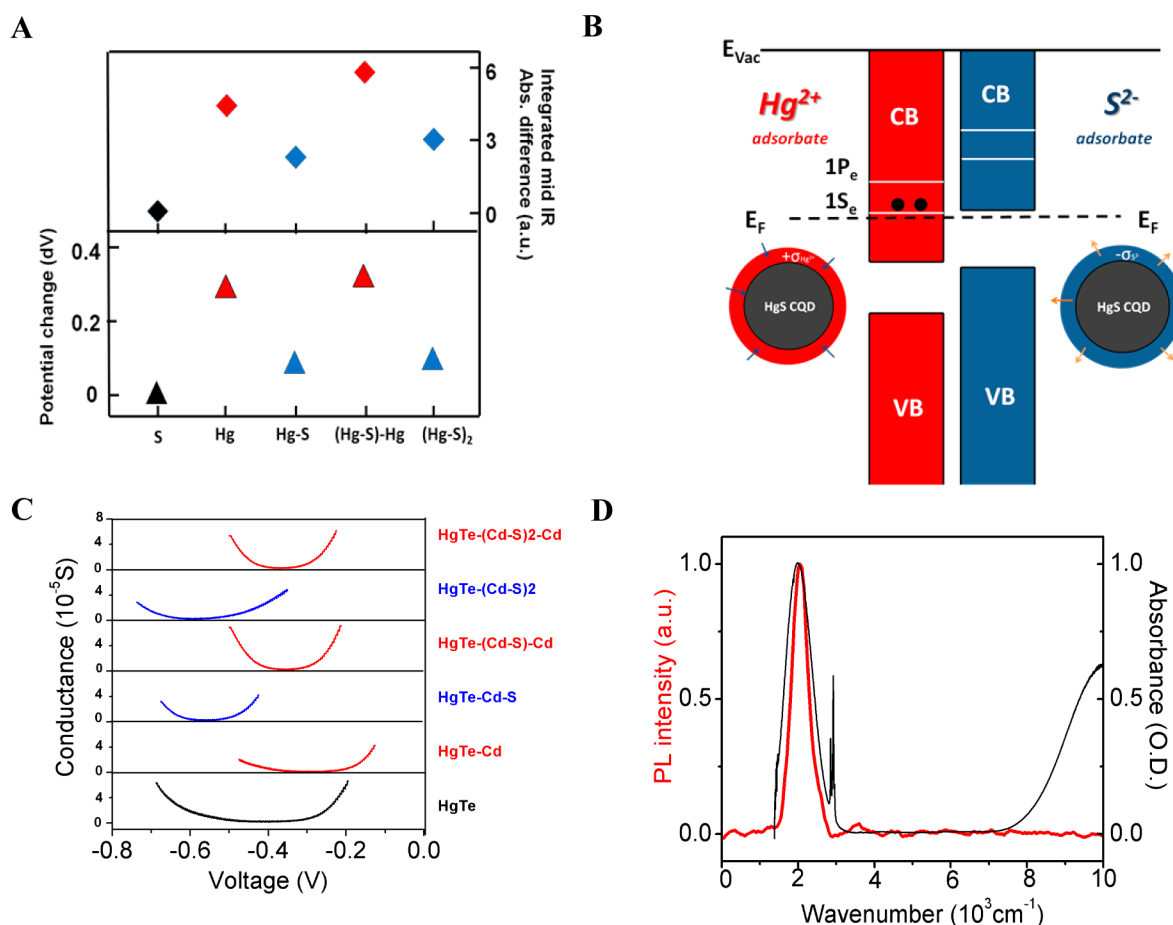 A
Potential change (dV)
0.4
0.2
0
6
3
0
Integrated mid IR
Abs. difference (a.u.)
S Hg Hg-S (Hg-S)-Hg (Hg-S)2
B
EVac
Hg2+
adsorbate
CB
CB
S2-
adsorbate
1Pe
1Se
EF
EF
+σHg2+
HgS CQD
-σS2-
HgS CQD
VB
VB
C
Conductance (10-5S)
8
4
0
HgTe-(Cd-S)2-Cd
4
0
HgTe-(Cd-S)2
4
0
HgTe-(Cd-S)-Cd
4
0
HgTe-Cd-S
4
0
HgTe-Cd
4
0
HgTe
-0.8 -0.6 -0.4 -0.2 0.0
Voltage (V)
D
PL intensity (a.u.)
1.0
0.5
0.0
1.0
0.5
0.0
Absorbance (O.D.)
0 2 4 6 8 10
Wavenumber (103cm-1)